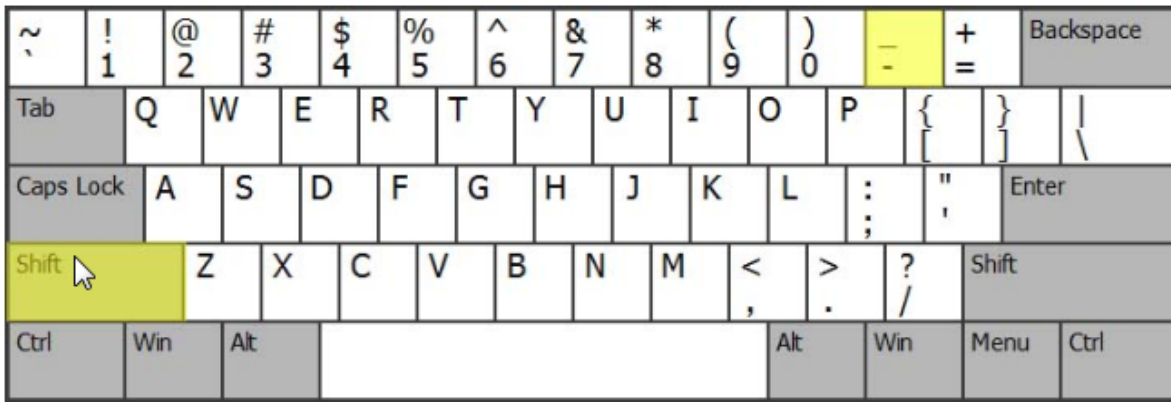 ~ ! @ # $ % ^ & * ( ) _ + Backspace
` 1 2 3 4 5 6 7 8 9 0 - =
Tab Q W E R T Y U I O P { } |
[ ] \
Caps Lock A S D F G H J K L : " Enter
; '
Shift Z X C V B N M < > ? Shift
, . /
Ctrl Win Alt Alt Win Menu Ctrl